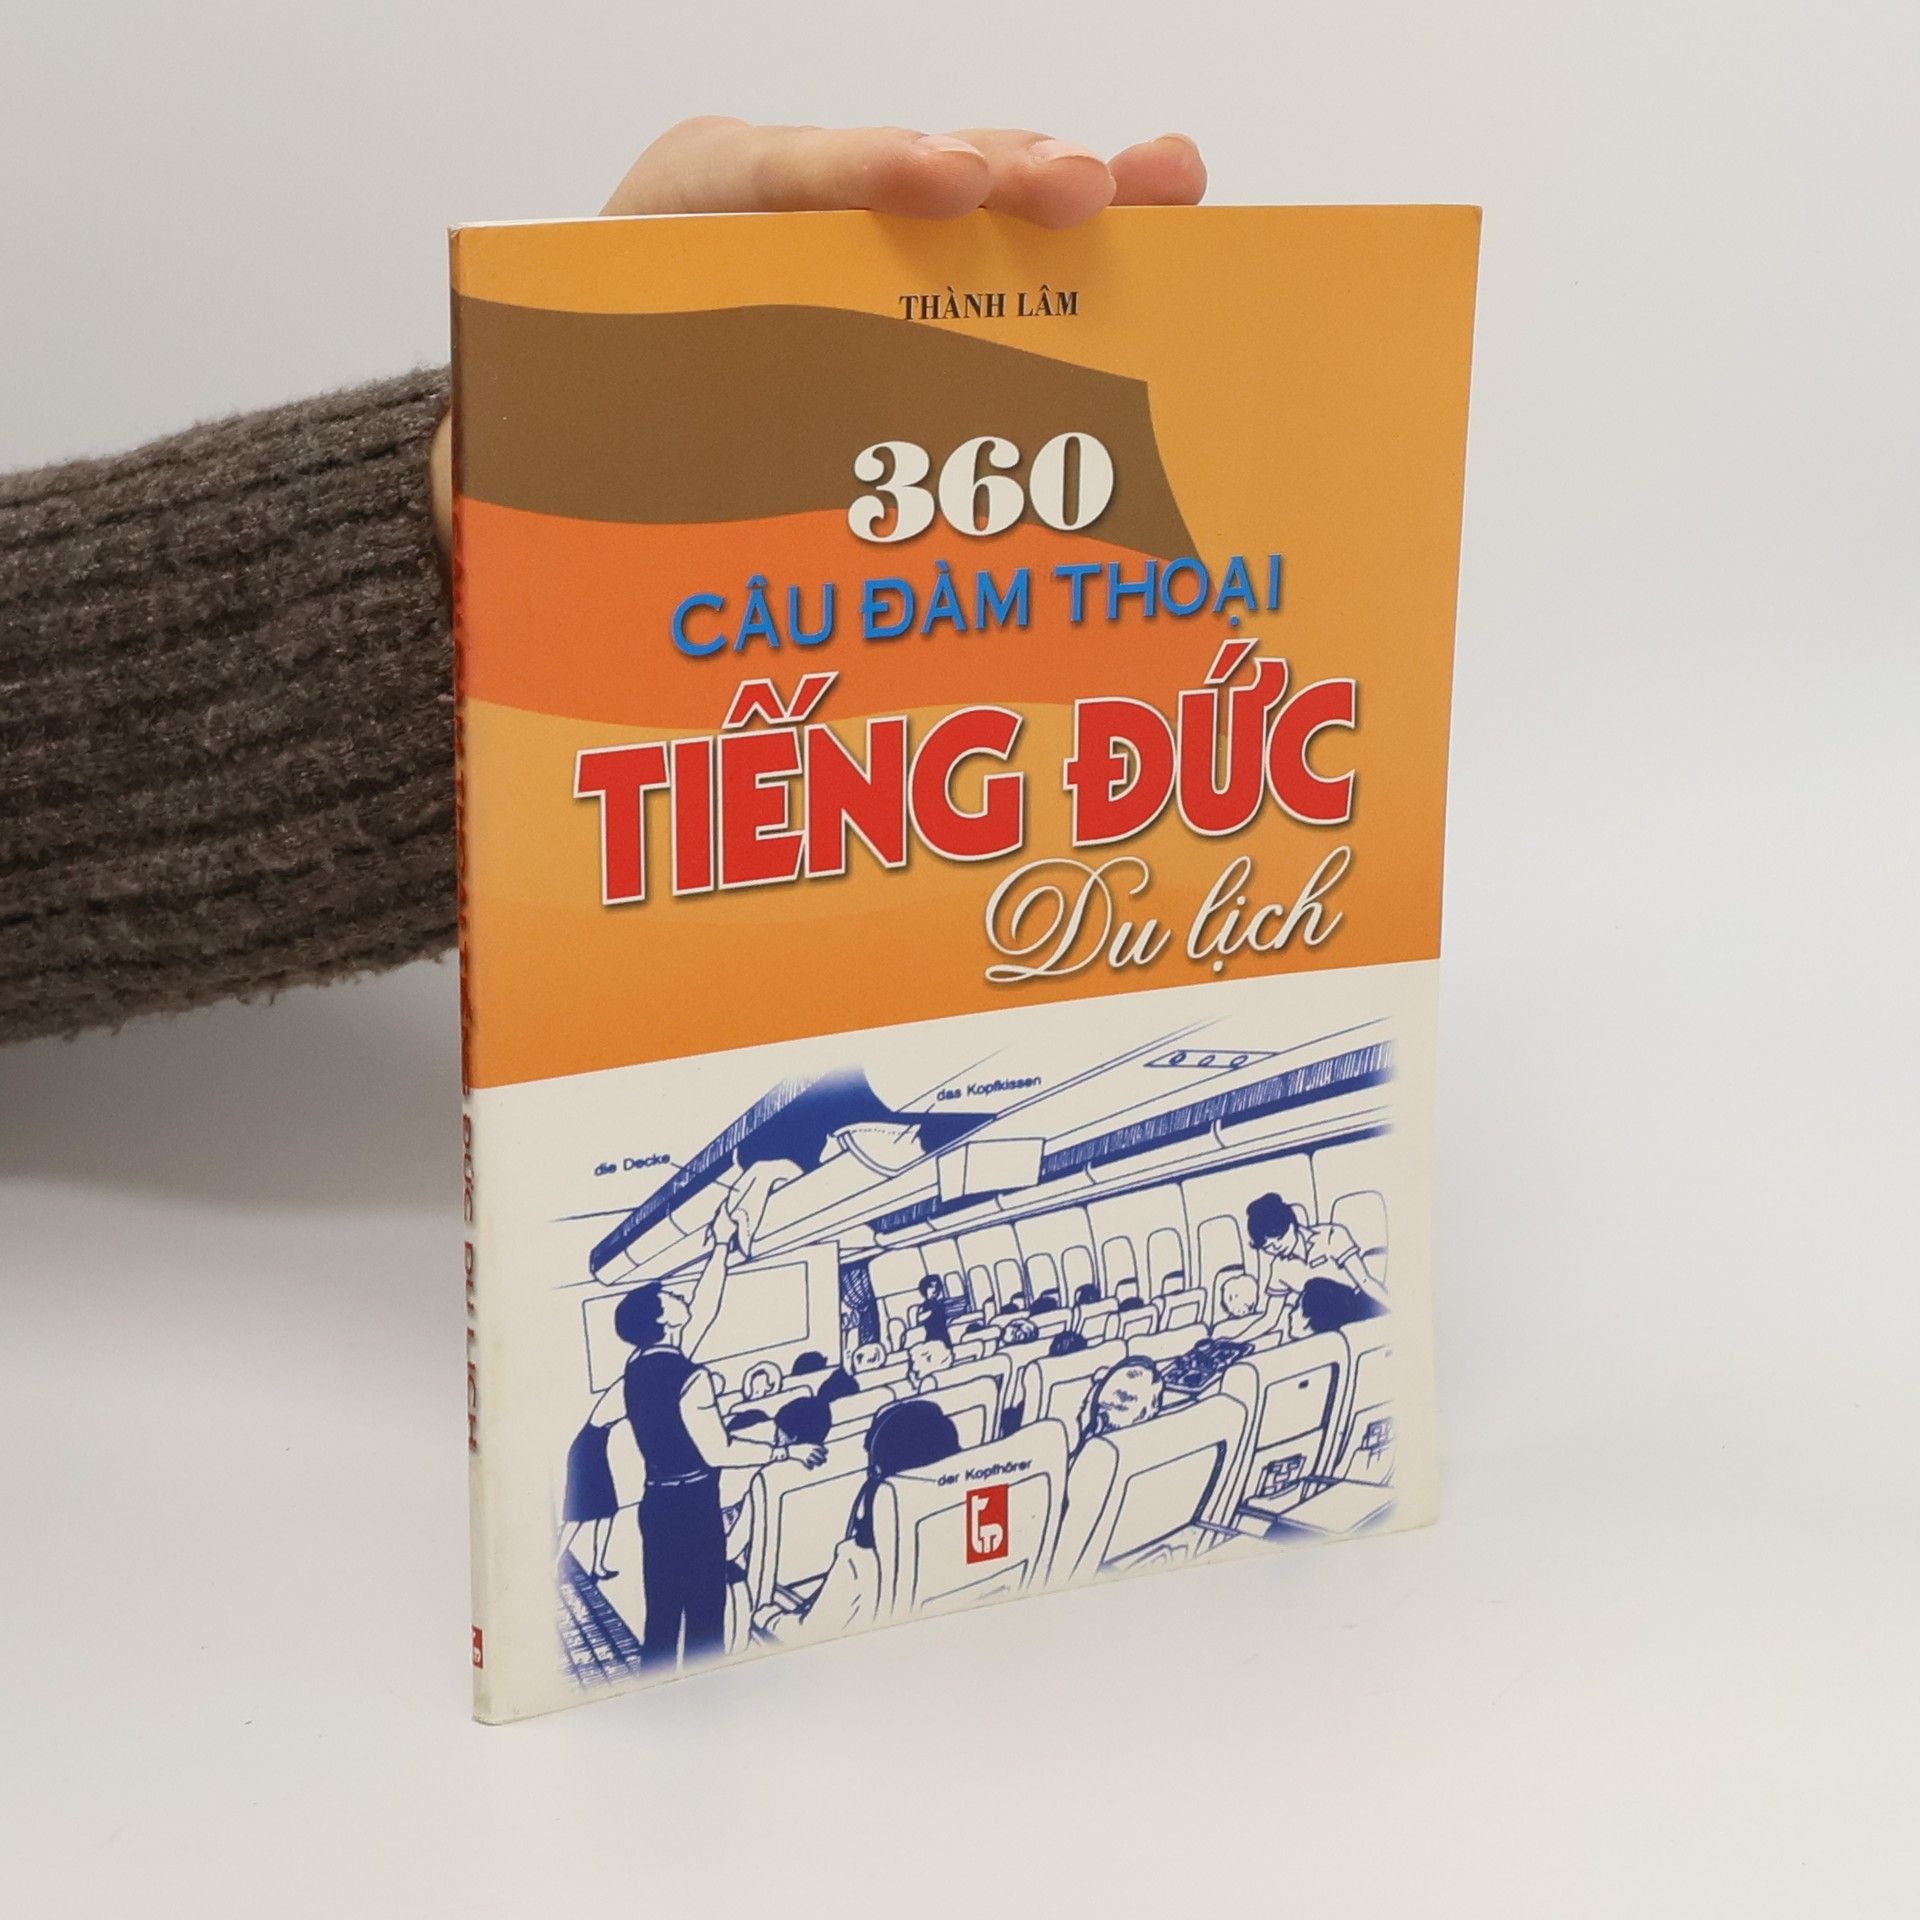 THÀNH LÂM
360
CÂU ĐÀM THOẠI
TIẾNG ĐỨC
Du lịch
das Kopfkissen
die Decke
der Kopfhörer